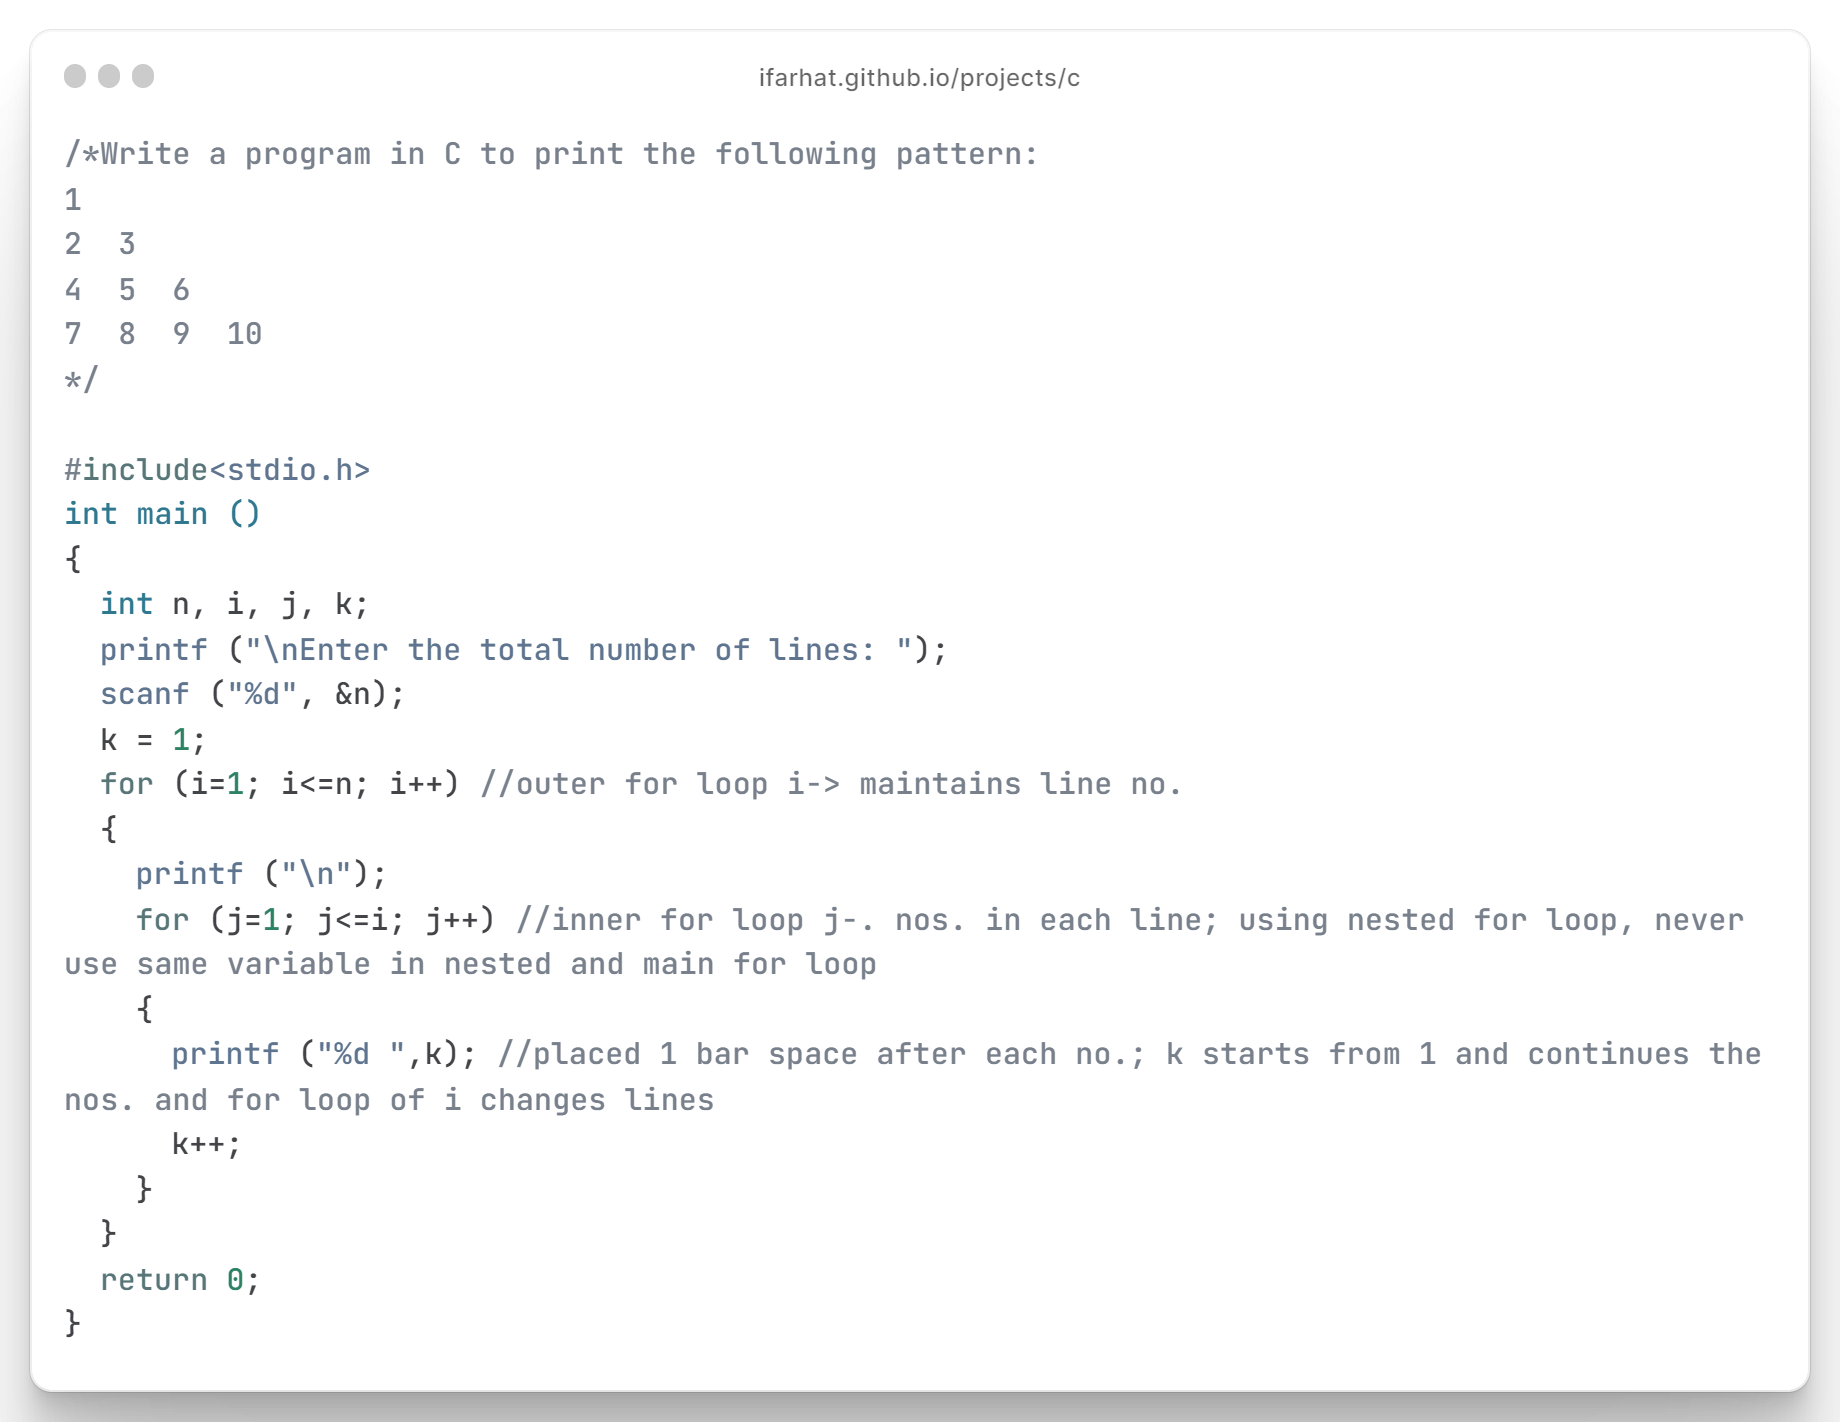 ifarhat.github.io/projects/c
/*Write a program in C to print the following pattern:
1
2  3
4  5  6
7  8  9  10
*/
#include<stdio.h>
int main ()
{
  int n, i, j, k;
  printf ("\nEnter the total number of lines: ");
  scanf ("%d", &n);
  k = 1;
  for (i=1; i<=n; i++) //outer for loop i-> maintains line no.
  {
    printf ("\n");
    for (j=1; j<=i; j++) //inner for loop j-. nos. in each line; using nested for loop, never
use same variable in nested and main for loop
    {
      printf ("%d ",k); //placed 1 bar space after each no.; k starts from 1 and continues the
nos. and for loop of i changes lines
      k++;
    }
  }
  return 0;
}